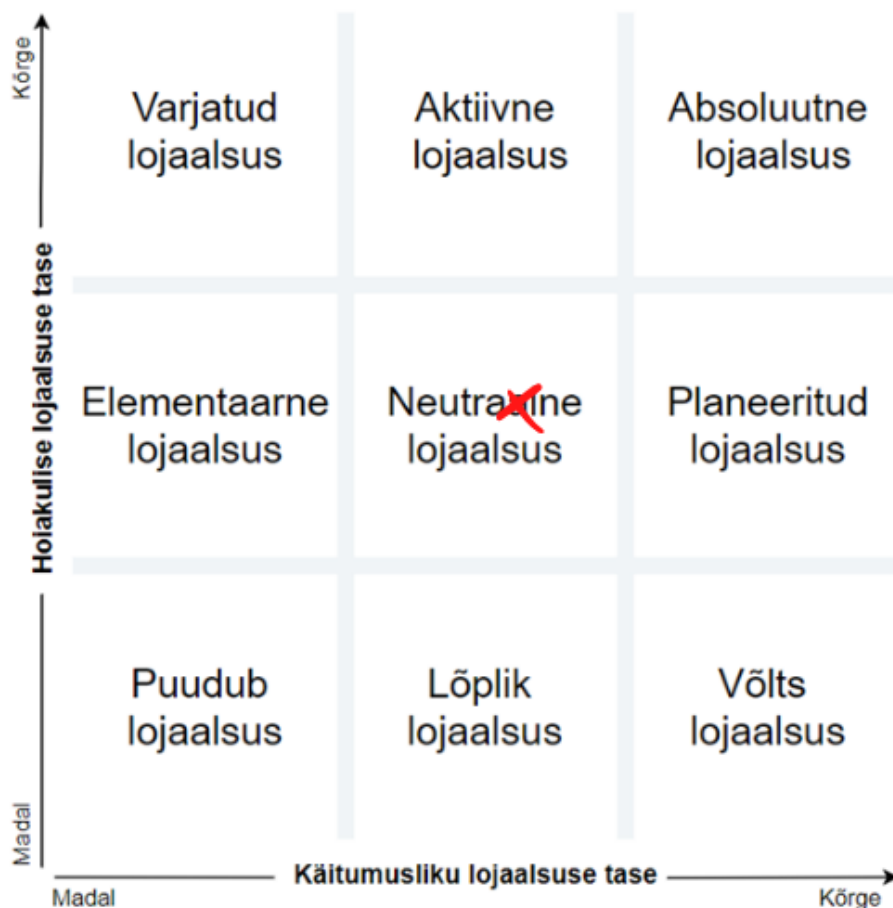 Kõrge
Varjatud
lojaalsus
Aktiivne
lojaalsus
Absoluutne
lojaalsus
Hoiakulise lojaalsuse tase
Elementaarne
lojaalsus
Neutraalne
lojaalsus
Planeeritud
lojaalsus
Puudub
lojaalsus
Lõplik
lojaalsus
Võlts
lojaalsus
Madal
Käitumusliku lojaalsuse tase
Madal
Kõrge